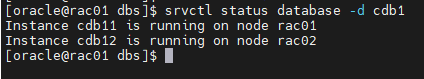 [oracle@rac01 dbs]$ srvctl status database -d cdb1
Instance cdb11 is running on node rac01
Instance cdb12 is running on node rac02
[oracle@rac01 dbs]$